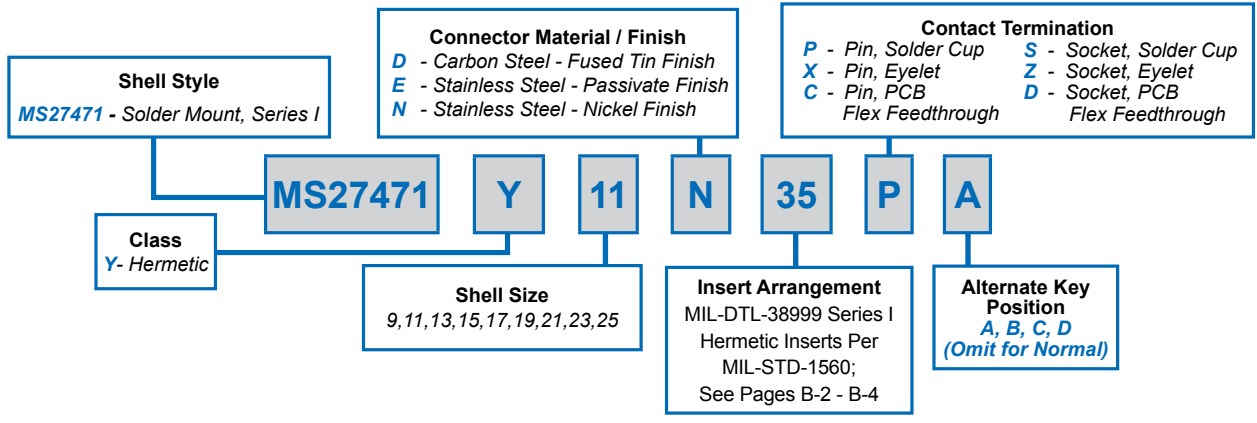 Shell Style
MS27471 - Solder Mount, Series I
Connector Material / Finish
D - Carbon Steel - Fused Tin Finish
E - Stainless Steel - Passivate Finish
N - Stainless Steel - Nickel Finish
Contact Termination
P - Pin, Solder Cup
X - Pin, Eyelet
C - Pin, PCB
Flex Feedthrough
S - Socket, Solder Cup
Z - Socket, Eyelet
D - Socket, PCB
Flex Feedthrough
MS27471 Y 11 N 35 P A
Class
Y- Hermetic
Shell Size
9,11,13,15,17,19,21,23,25
Insert Arrangement
MIL-DTL-38999 Series I
Hermetic Inserts Per
MIL-STD-1560;
See Pages B-2 - B-4
Alternate Key
Position
A, B, C, D
(Omit for Normal)